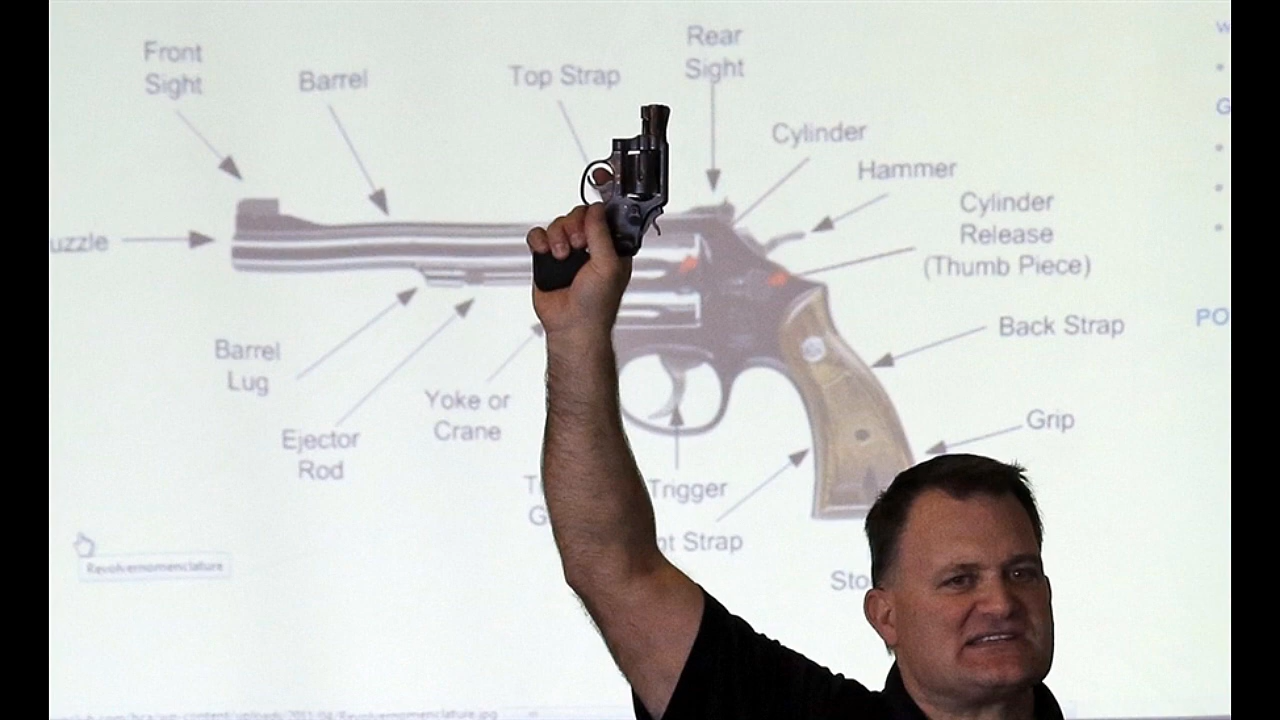 Front
Sight
Barrel
Top Strap
Rear
Sight
Cylinder
Hammer
Cylinder
Release
(Thumb Piece)
uzzle
Back Strap
PO
Barrel
Lug
Yoke or
Crane
Grip
Ejector
Rod
T
Trigger
G
nt Strap
Revolvernomenclature
Sto